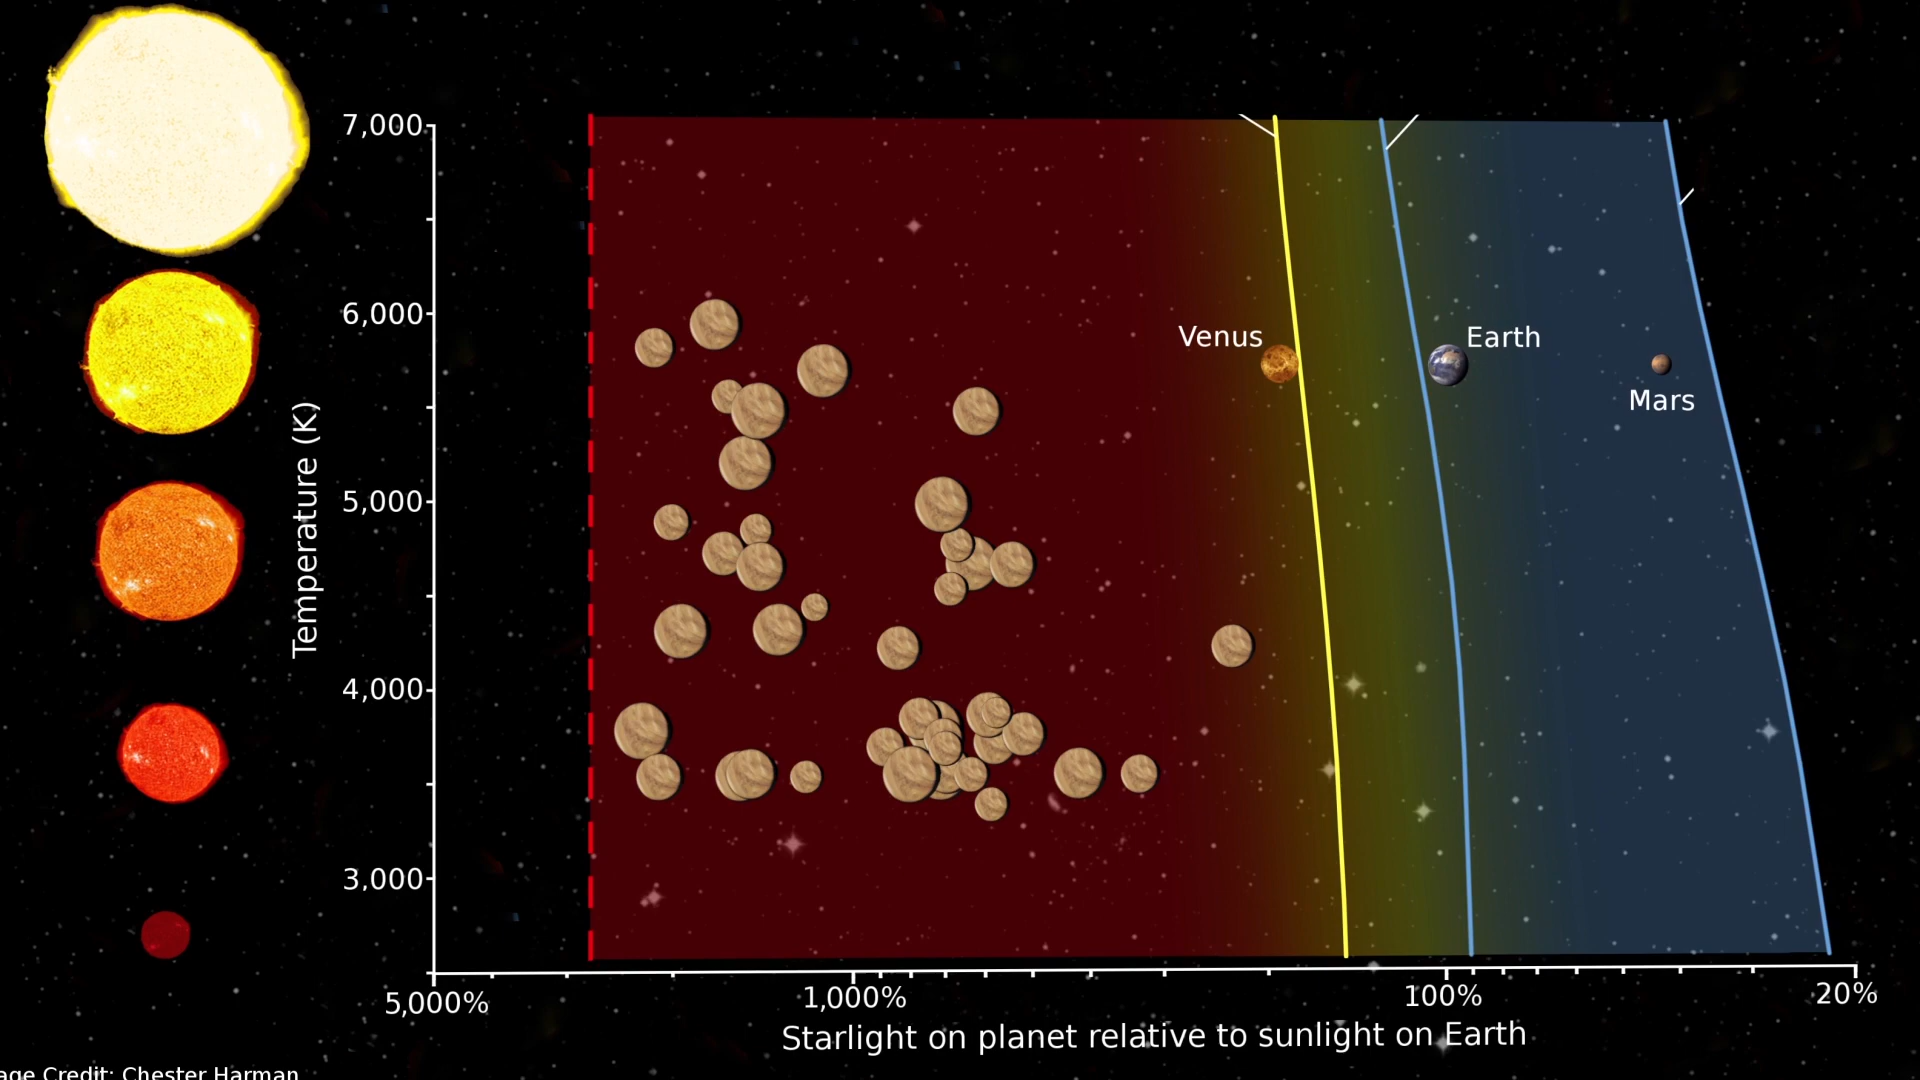 7,000
6,000
5,000
4,000
3,000
Temperature (K)
Venus
Earth
Mars
5,000%
1,000%
100%
20%
Starlight on planet relative to sunlight on Earth
age Credit: Chester Harman